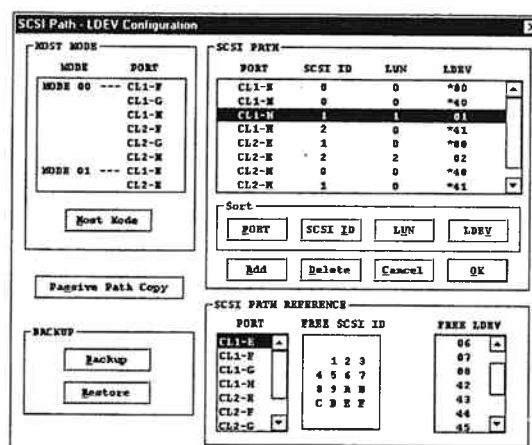 SCSI Path - LDEV Configuration
HOST MODE
MODE PORT
MODE 00 --- CL1-F
CL1-G
CL1-H
CL2-F
CL2-G
CL2-H
MODE 01 --- CL1-E
CL2-E
Host Mode
Passive Path Copy
BACKUP
Backup
Restore
SCSI PATH
PORT SCSI ID LUN LDEV
CL1-E 0 0 *00
CL1-H 0 0 *40
CL1-H 1 1 01
CL1-H 2 0 *41
CL2-E 1 0 *00
CL2-E 2 2 02
CL2-H 0 0 *40
CL2-H 1 0 *41
Sort
PORT SCSI ID LUN LDEV
Add Delete Cancel OK
SCSI PATH REFERENCE
PORT FREE SCSI ID FREE LDEV
CL1-E
CL1-F
CL1-G
CL1-H
CL2-E
CL2-F
CL2-G
1 2 3
4 5 6 7
8 9 A B
C D E F
06
07
08
42
43
44
45